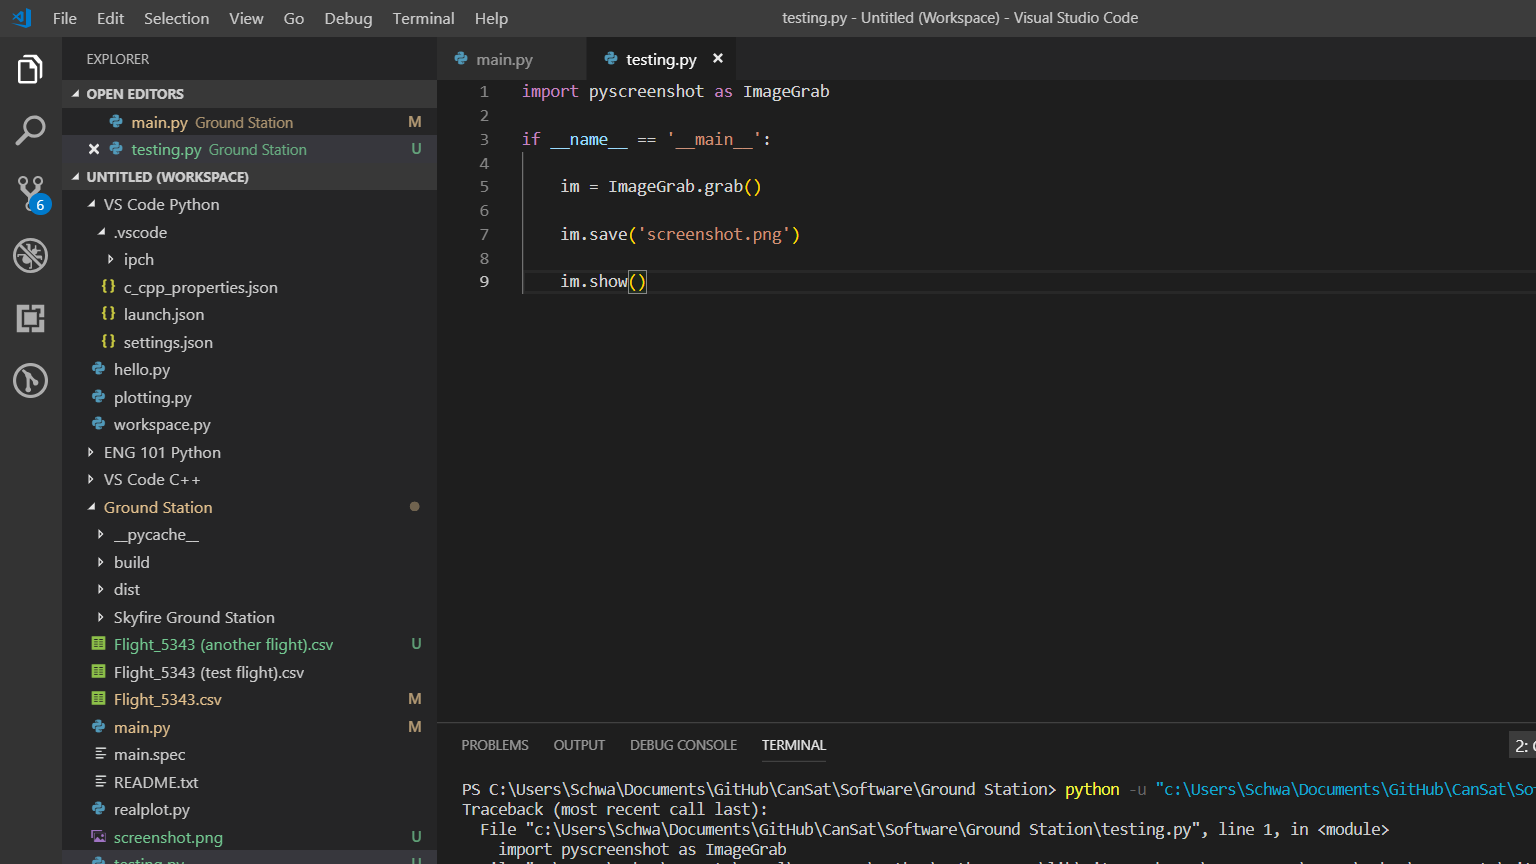 File Edit Selection View Go Debug Terminal Help
testing.py - Untitled (Workspace) - Visual Studio Code
EXPLORER
OPEN EDITORS
main.py Ground Station M
testing.py Ground Station U
UNTITLED (WORKSPACE)
6
VS Code Python
.vscode
ipch
{} c_cpp_properties.json
{} launch.json
{} settings.json
hello.py
plotting.py
workspace.py
ENG 101 Python
VS Code C++
Ground Station
__pycache__
build
dist
Skyfire Ground Station
Flight_5343 (another flight).csv U
Flight_5343 (test flight).csv
Flight_5343.csv M
main.py M
main.spec
README.txt
realplot.py
screenshot.png U
testing.py U
main.py
testing.py
1 import pyscreenshot as ImageGrab
2
3 if __name__ == '__main__':
4
5 im = ImageGrab.grab()
6
7 im.save('screenshot.png')
8
9 im.show()
PROBLEMS OUTPUT DEBUG CONSOLE TERMINAL
2:
PS C:\Users\Schwa\Documents\GitHub\CanSat\Software\Ground Station> python -u "c:\Users\Schwa\Documents\GitHub\CanSat\So
Traceback (most recent call last):
File "c:\Users\Schwa\Documents\GitHub\CanSat\Software\Ground Station\testing.py", line 1, in <module>
import pyscreenshot as ImageGrab